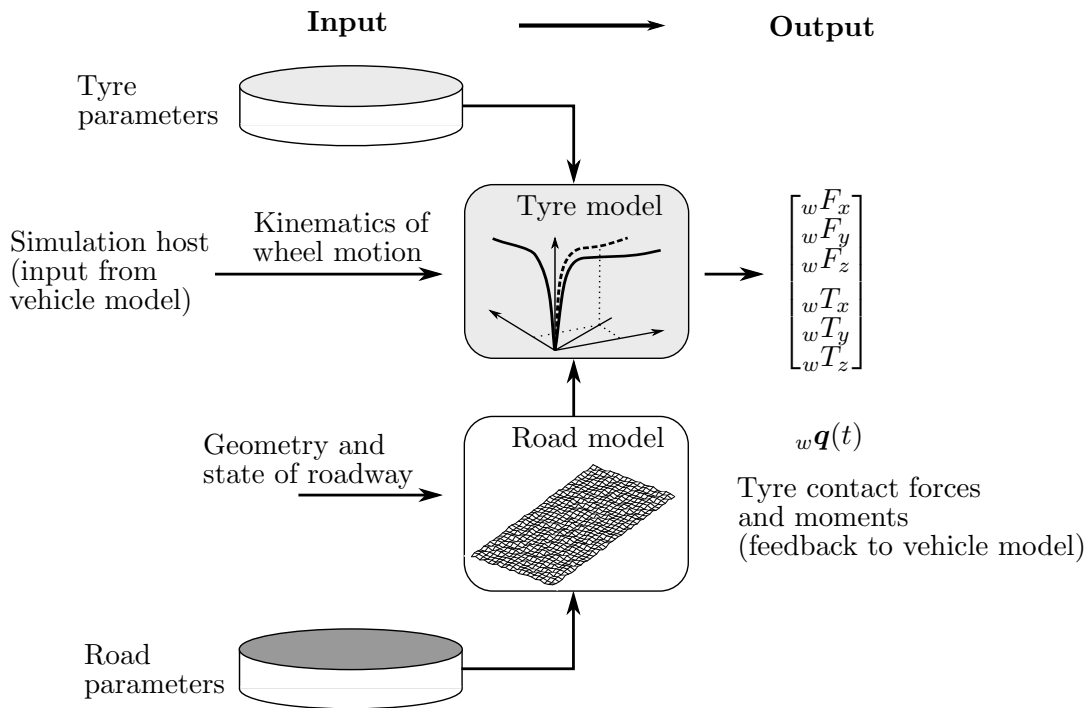 Input
Output
Tyre
parameters
Tyre model
Kinematics of
wheel motion
Simulation host
(input from
vehicle model)
wFx
wFy
wFz
wTx
wTy
wTz
Road model
Geometry and
state of roadway
wq(t)
Tyre contact forces
and moments
(feedback to vehicle model)
Road
parameters